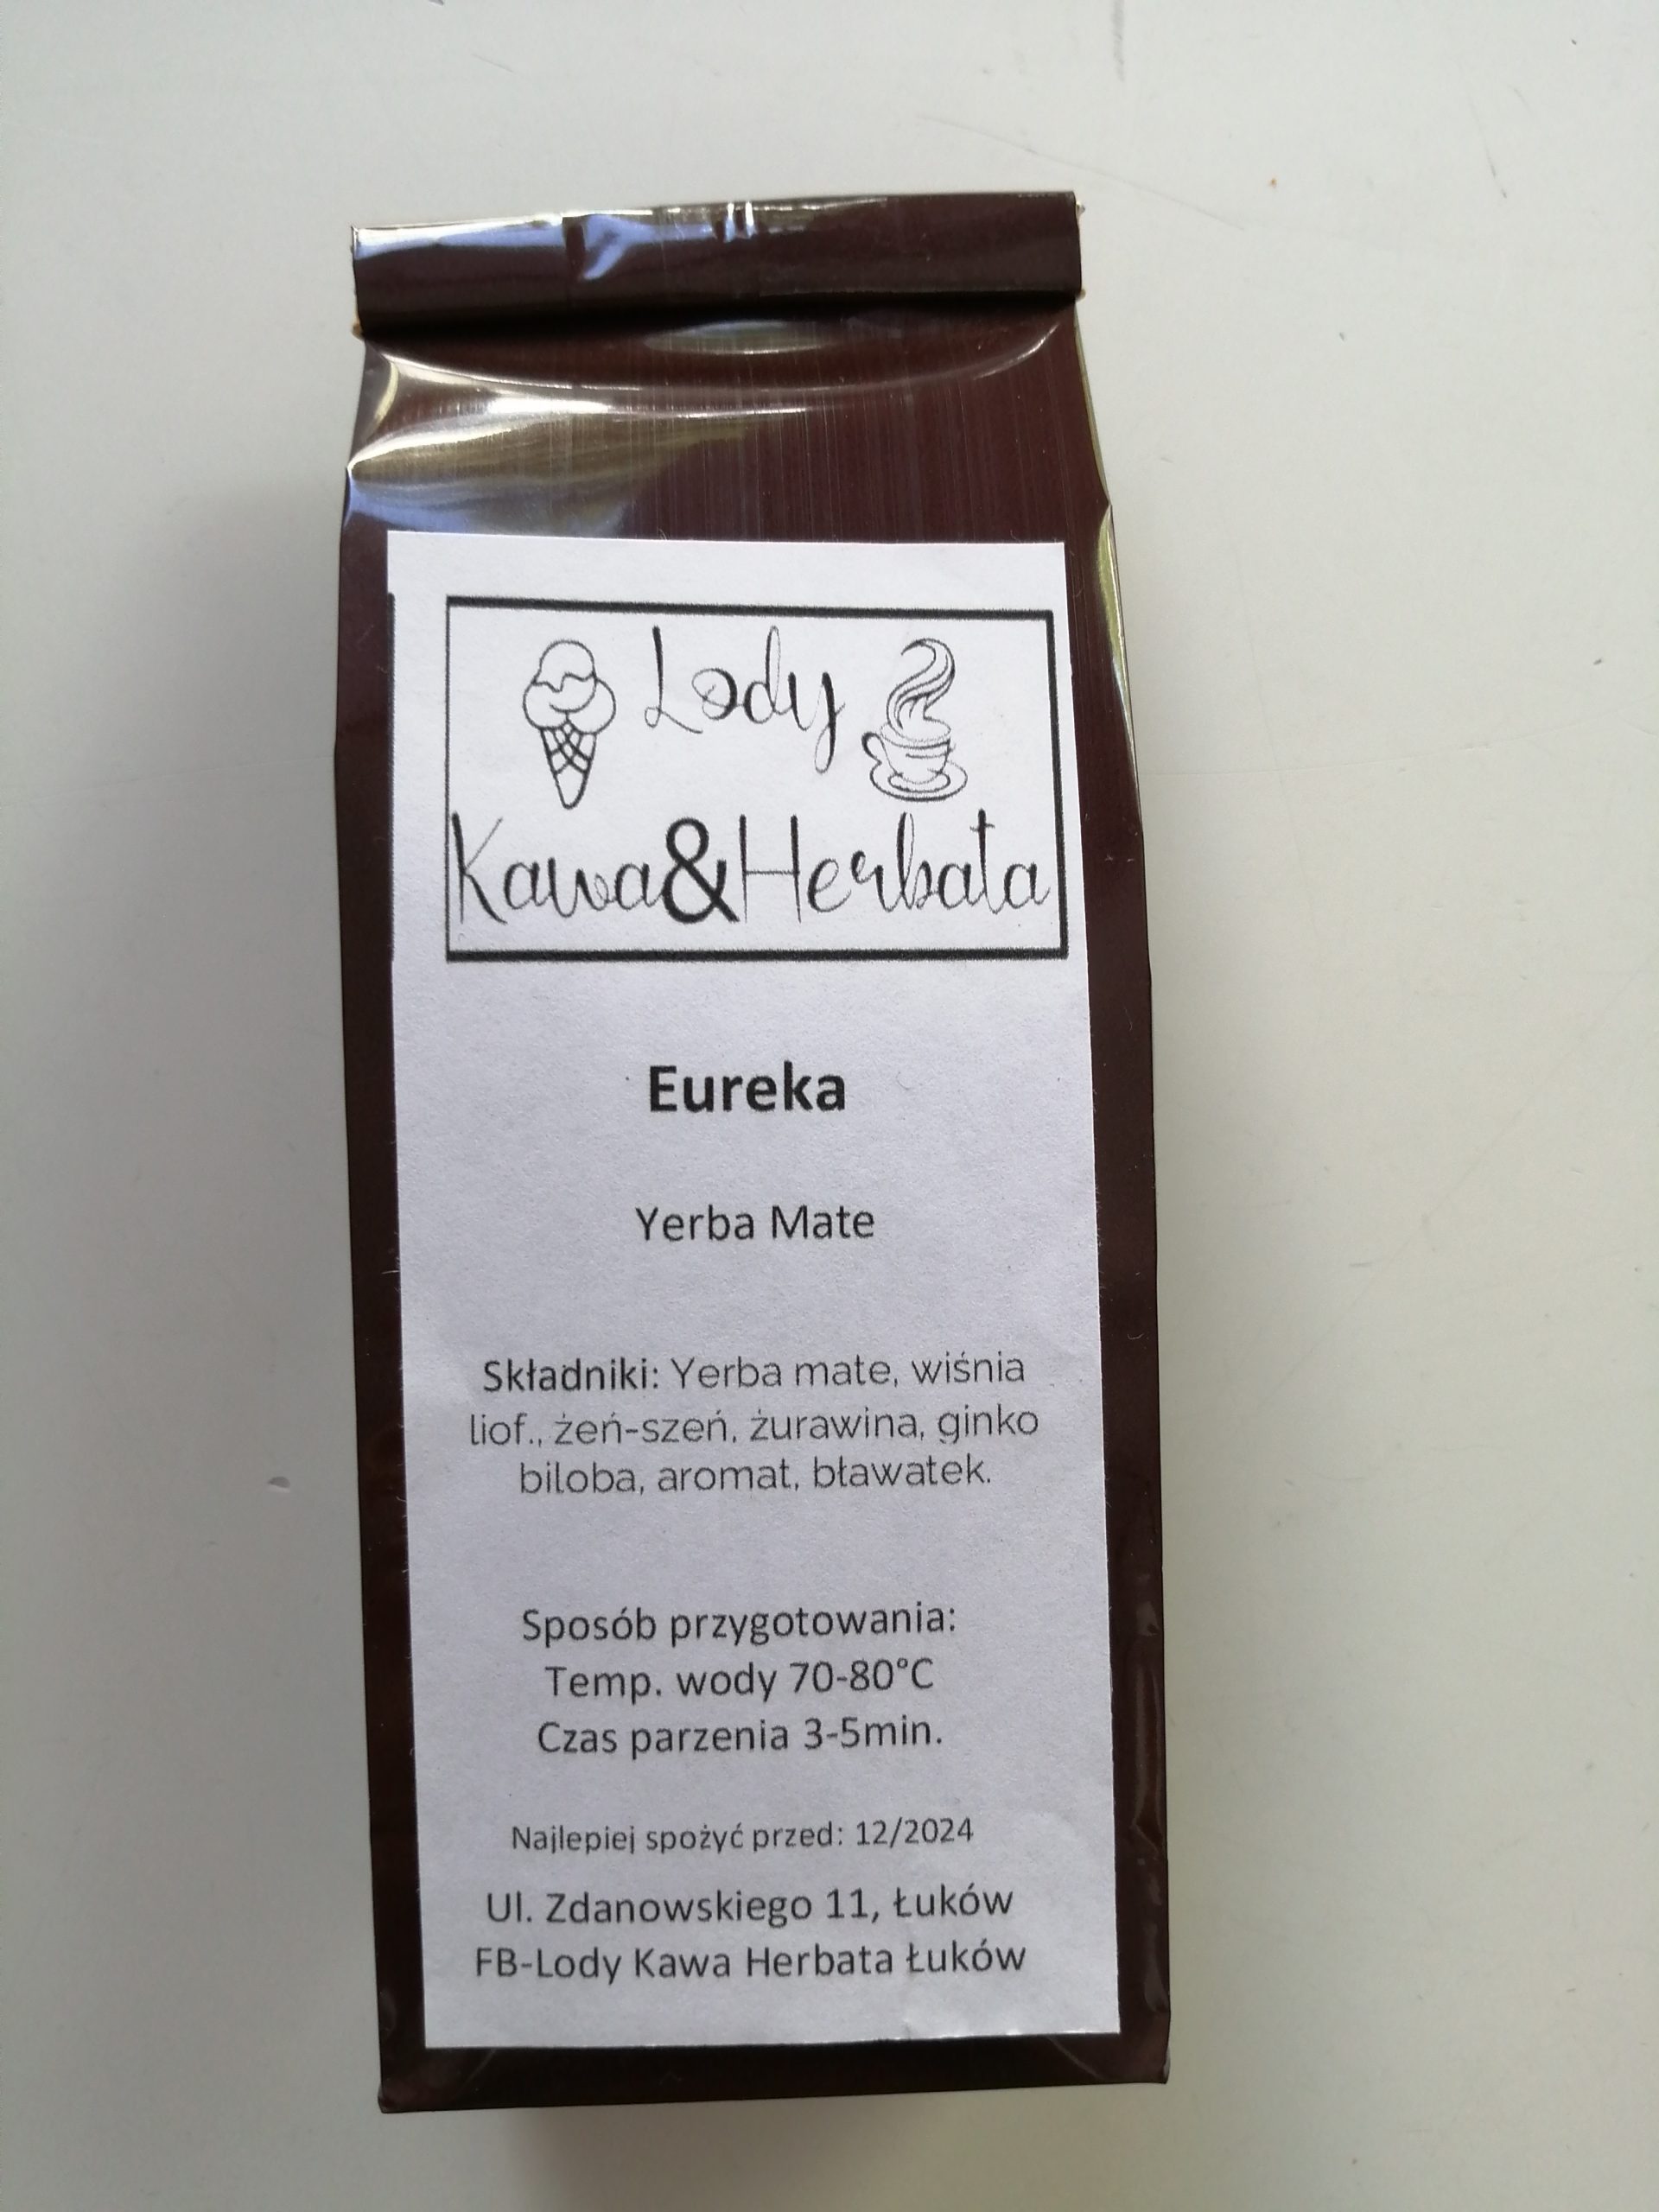 Lody
Kawa&Herbata
Eureka
Yerba Mate
Składniki: Yerba mate, wiśnia
liof., żeń-szeń, żurawina, ginko
biloba, aromat, bławatek.
Sposób przygotowania:
Temp. wody 70-80°C
Czas parzenia 3-5min.
Najlepiej spożyć przed: 12/2024
Ul. Zdanowskiego 11, Łuków
FB-Lody Kawa Herbata Łuków